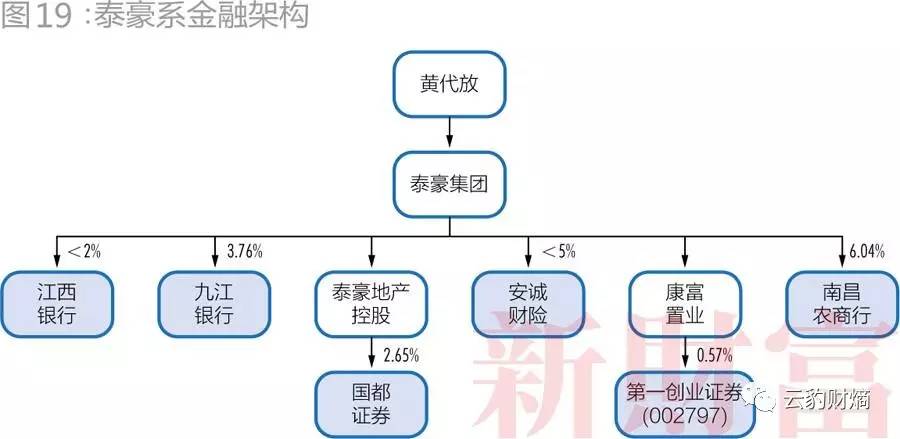 图19：泰豪系金融架构
黄代放
泰豪集团
<2%
3.76%
<5%
6.04%
江西
银行
九江
银行
泰豪地产
控股
安诚
财险
康富
置业
南昌
农商行
2.65%
0.57%
国都
证券
第一创业证券
(002797)
新财富
云豹财熵